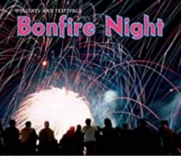 HOLIDAYS AND FESTIVALS
Bonfire Night